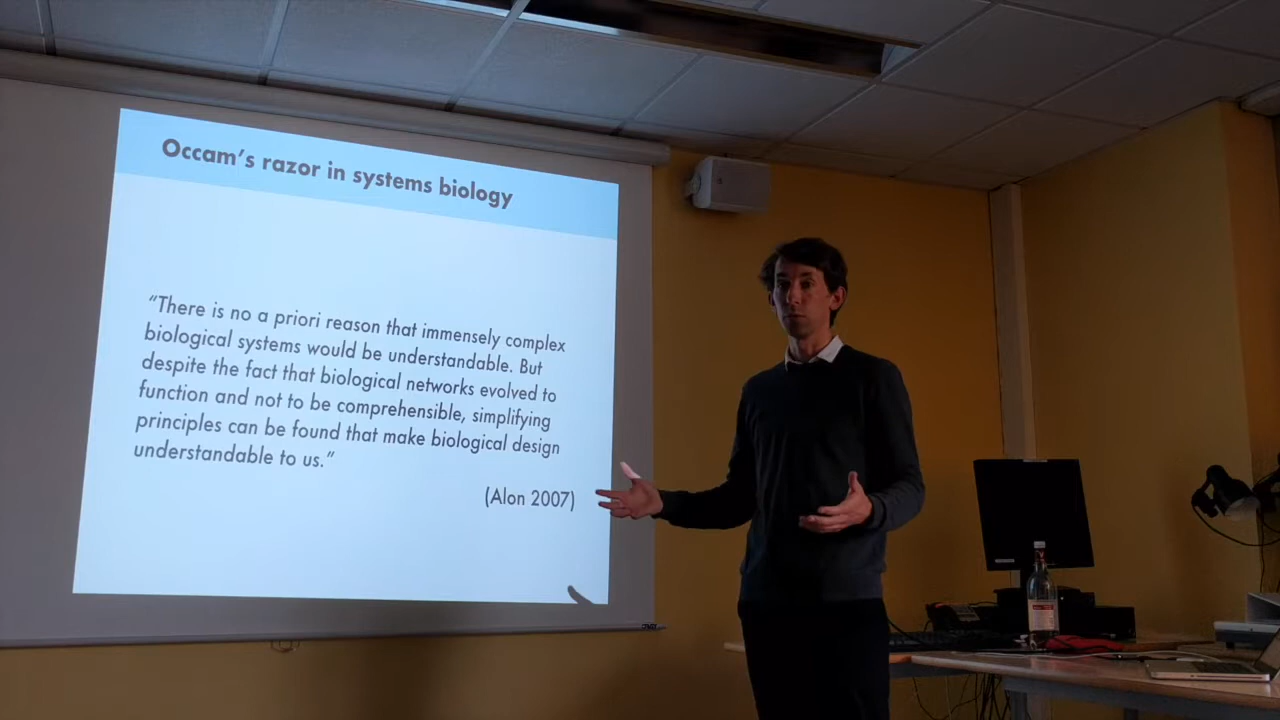 Occam's razor in systems biology
"There is no a priori reason that immensely complex
biological systems would be understandable. But
despite the fact that biological networks evolved to
function and not to be comprehensible, simplifying
principles can be found that make biological design
understandable to us."
(Alon 2007)